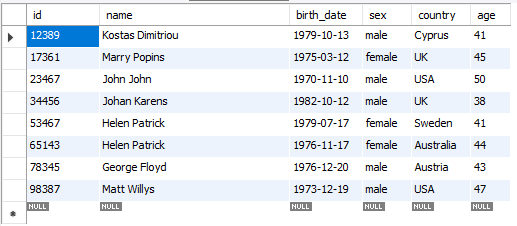 id name birth_date sex country age
12389 Kostas Dimitriou 1979-10-13 male Cyprus 41
17361 Marry Popins 1975-03-12 female UK 45
23467 John John 1970-11-10 male USA 50
34456 Johan Karens 1982-10-12 male UK 38
53467 Helen Patrick 1979-07-17 female Sweden 41
65143 Helen Patrick 1976-11-17 female Australia 44
78345 George Floyd 1976-12-20 male Austria 43
98387 Matt Willys 1973-12-19 male USA 47
NULL NULL NULL NULL NULL NULL